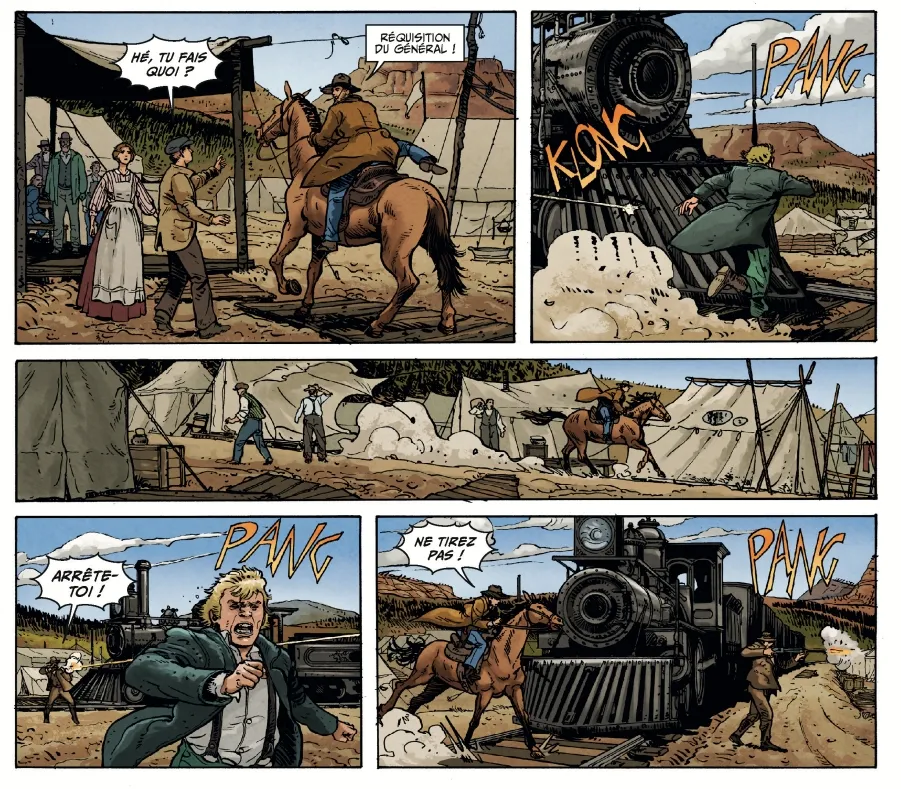 HÉ, TU FAIS
QUOI ?
RÉQUISITION
DU GÉNÉRAL !
PANG
KLONG
ARRÊTE-
TOI !
PANG
NE TIREZ
PAS !
PANG